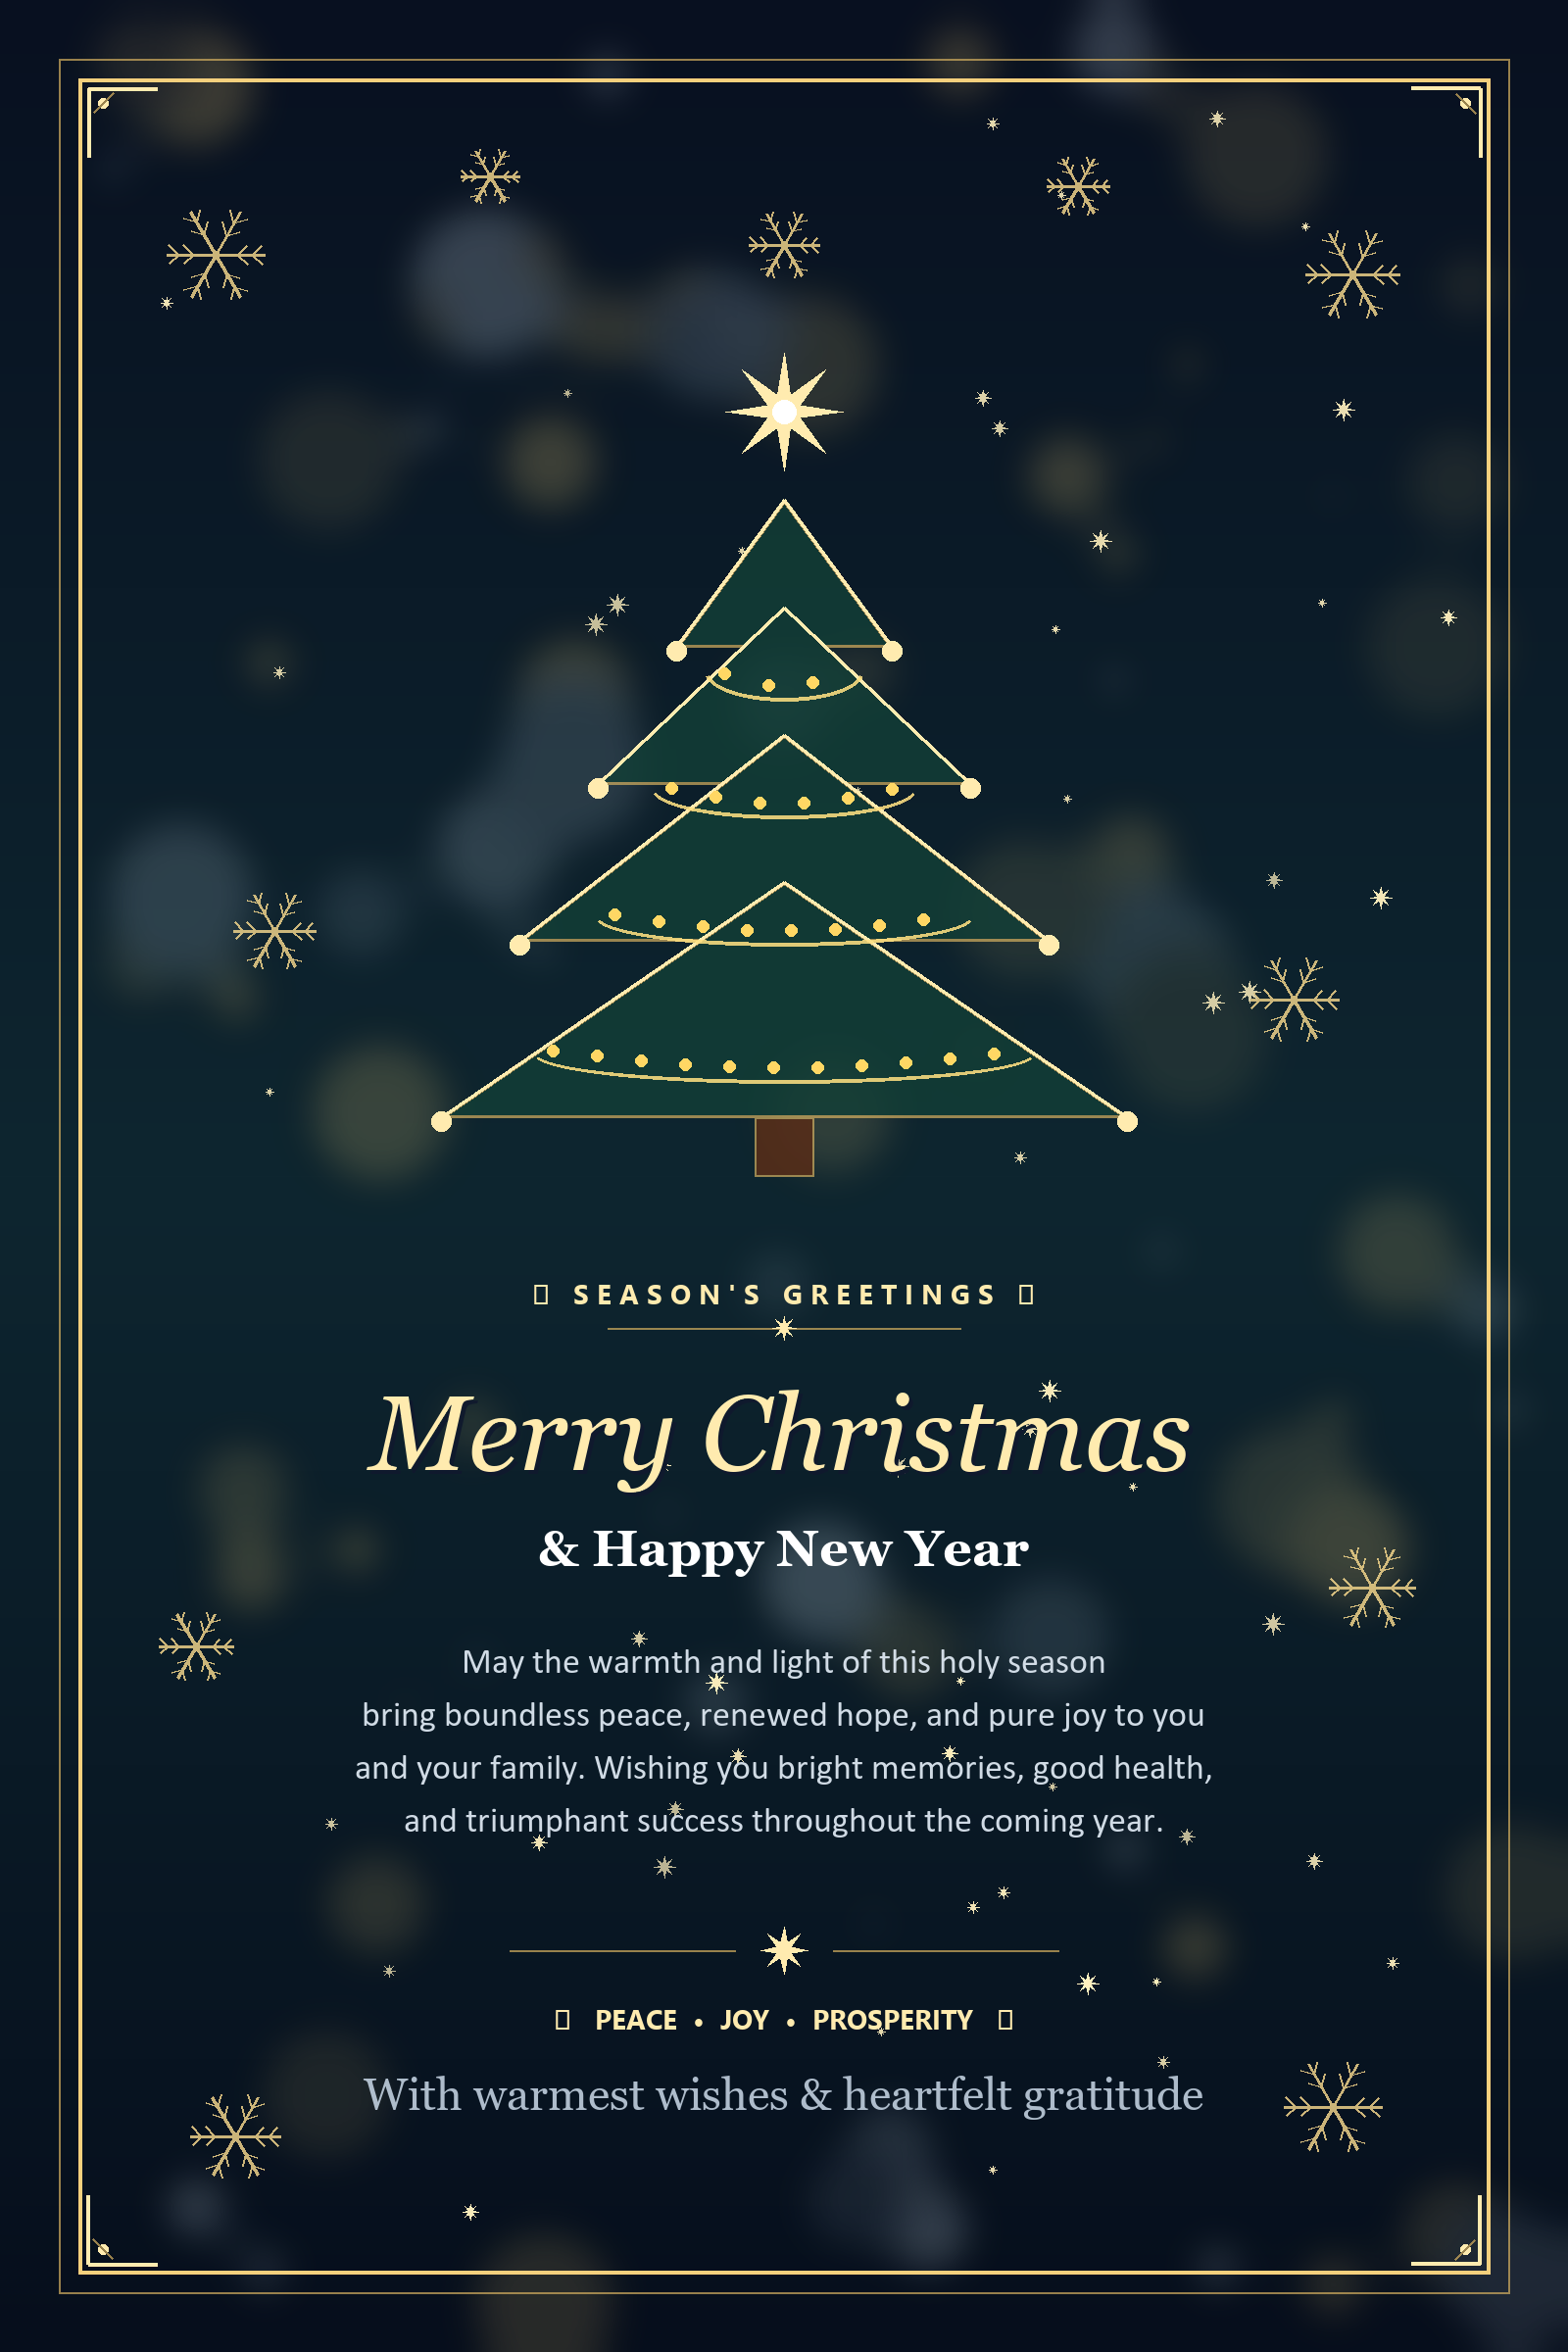 ▯ SEASON'S GREETINGS ▯
Merry Christmas
& Happy New Year
May the warmth and light of this holy season
bring boundless peace, renewed hope, and pure joy to you
and your family. Wishing you bright memories, good health,
and triumphant success throughout the coming year.
▯ PEACE • JOY • PROSPERITY ▯
With warmest wishes & heartfelt gratitude